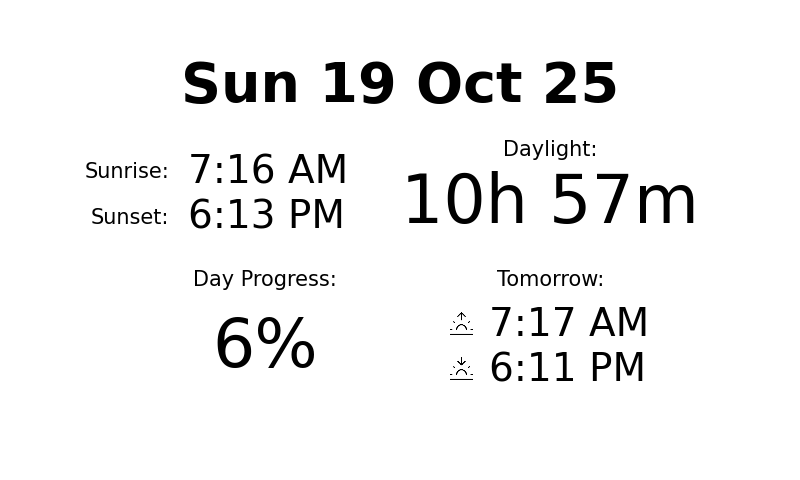 Sun 19 Oct 25
Sunrise: 7:16 AM
Sunset: 6:13 PM
Daylight:
10h 57m
Day Progress:
6%
Tomorrow:
7:17 AM
6:11 PM